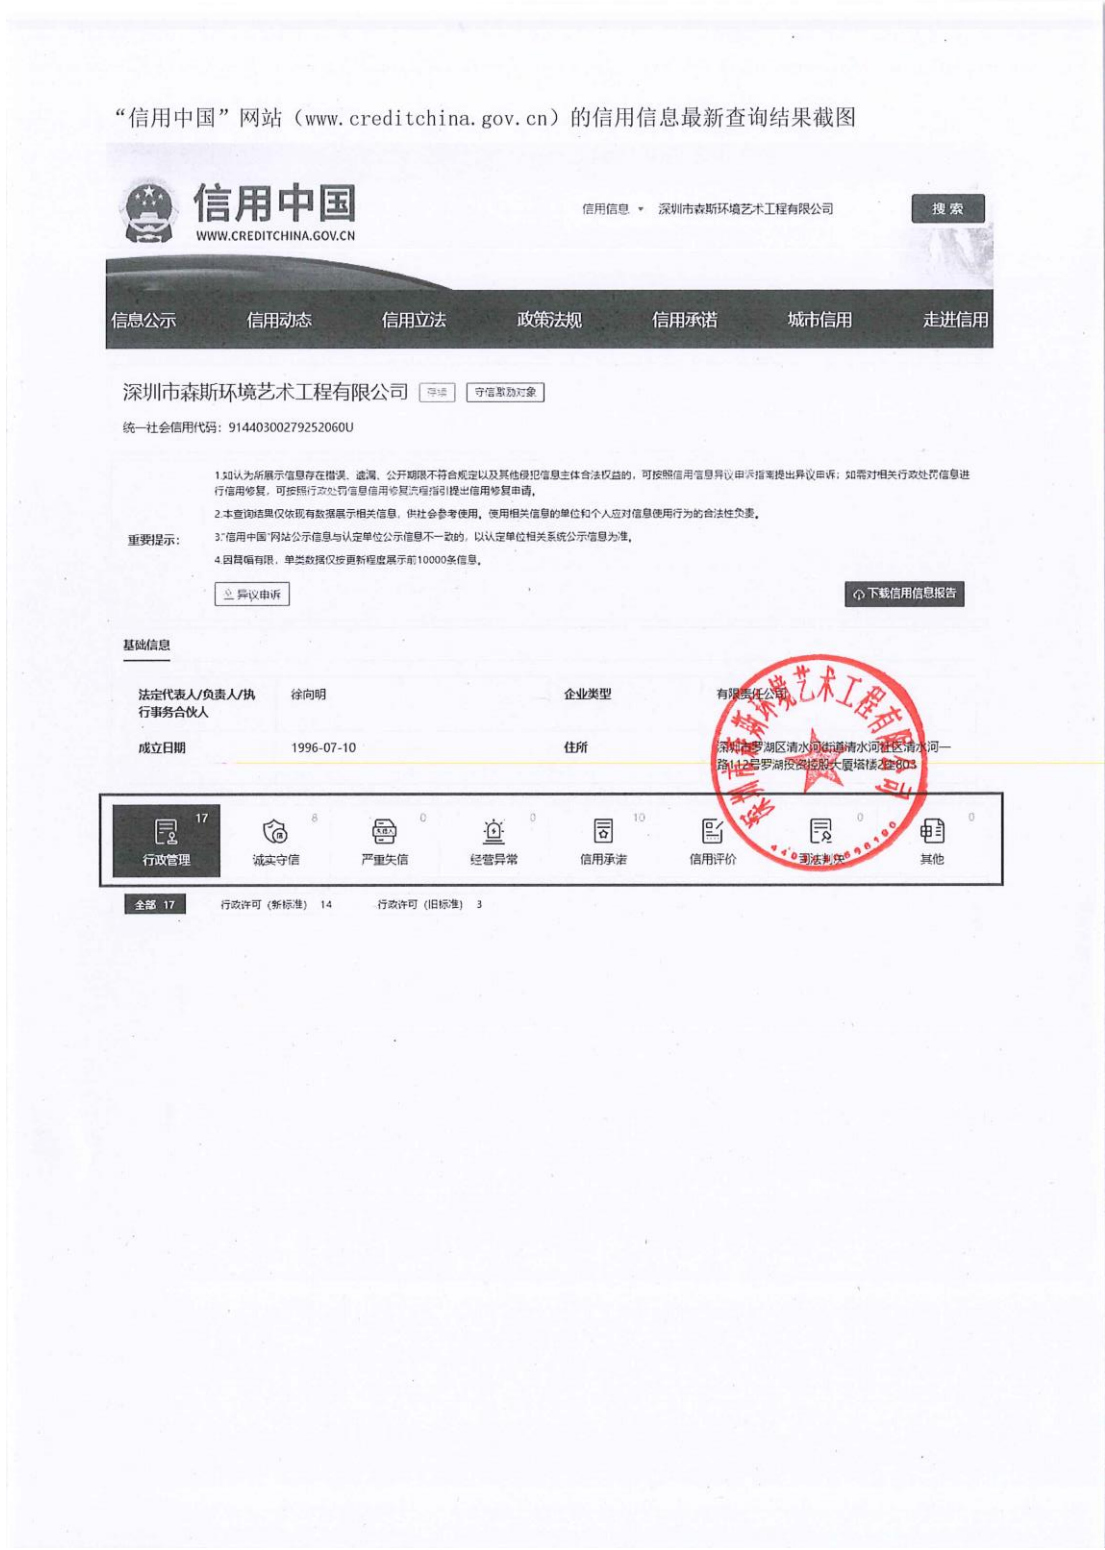 “信用中国”网站（www.creditchina.gov.cn）的信用信息最新查询结果截图
信用中国
WWW.CREDITCHINA.GOV.CN
信用信息 深圳市森斯环境艺术工程有限公司 搜索
信息公示 信用动态 信用立法 政策法规 信用承诺 城市信用 走进信用
深圳市森斯环境艺术工程有限公司 存续 守信激励对象
统一社会信用代码：91440300279252060U
重要提示：
1.如认为所展示信息存在错误、遗漏、公开期限不符合规定以及其他侵犯信息主体合法权益的，可按照信用信息异议申诉指南提出异议申诉；如需对相关行政处罚信息进
行信用修复，可按照行政处罚信息信用修复流程指引提出信用修复申请。
2.本查询结果仅依现有数据展示相关信息，供社会参考使用，使用相关信息的单位和个人应对信息使用行为的合法性负责。
3.“信用中国”网站公示信息与认定单位公示信息不一致的，以认定单位相关系统公示信息为准。
4.因篇幅有限，单类数据仅按更新程度展示前10000条信息。
异议申诉 下载信用信息报告
基础信息
法定代表人/负责人/执 徐向明 企业类型 有限责任公司
行事务合伙人
成立日期 1996-07-10 住所 深圳市罗湖区清水河街道清水河社区清水河一
路112号罗湖投资控股大厦塔楼2座803
深圳市森斯环境艺术工程有限公司
17 8 0 0 10 0 0
行政管理 诚实守信 严重失信 经营异常 信用承诺 信用评价 司法判决 其他
全部 17 行政许可（新标准） 14 行政许可（旧标准） 3